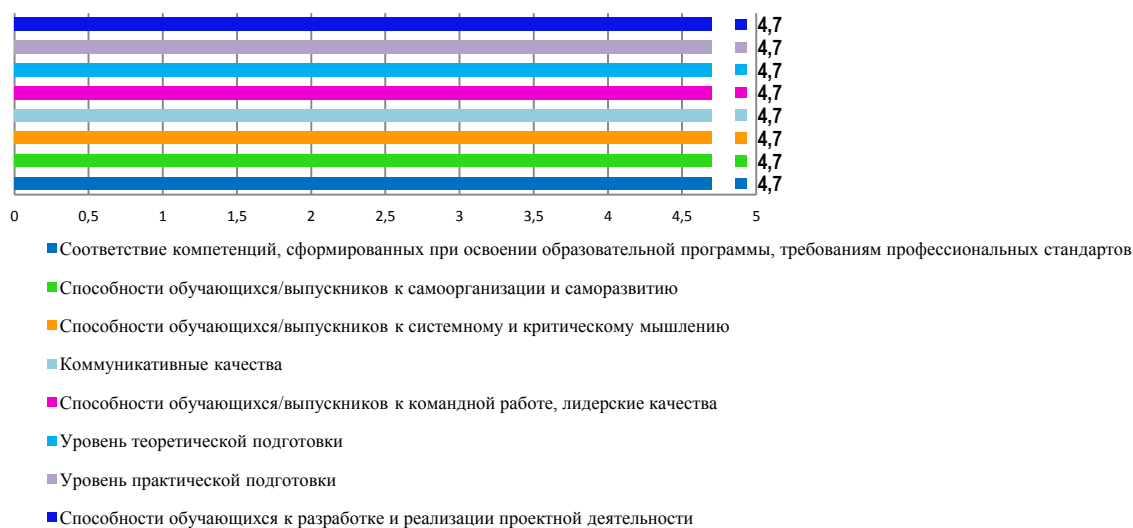 4,7
4,7
4,7
4,7
4,7
4,7
4,7
4,7
0 0,5 1 1,5 2 2,5 3 3,5 4 4,5 5
Соответствие компетенций, сформированных при освоении образовательной программы, требованиям профессиональных стандартов
Способности обучающихся/выпускников к самоорганизации и саморазвитию
Способности обучающихся/выпускников к системному и критическому мышлению
Коммуникативные качества
Способности обучающихся/выпускников к командной работе, лидерские качества
Уровень теоретической подготовки
Уровень практической подготовки
Способности обучающихся к разработке и реализации проектной деятельности